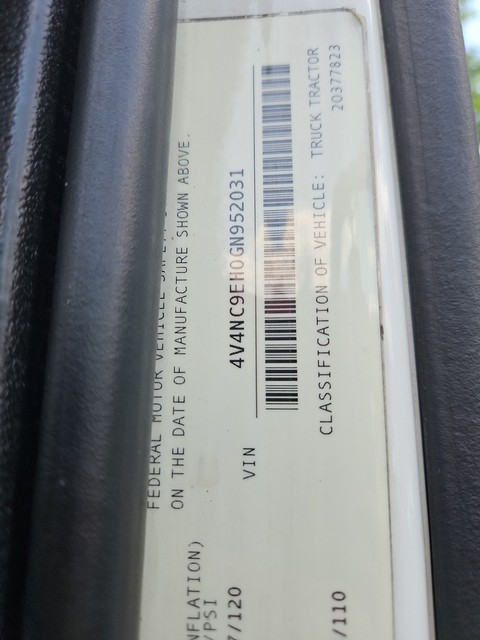 NFLATION)
/PSI
7/120
/110
FEDERAL MOTOR VEHICLE
ON THE DATE OF MANUFACTURE SHOWN ABOVE.
VIN 4V4NC9EH0GN952031
CLASSIFICATION OF VEHICLE: TRUCK TRACTOR
20377823